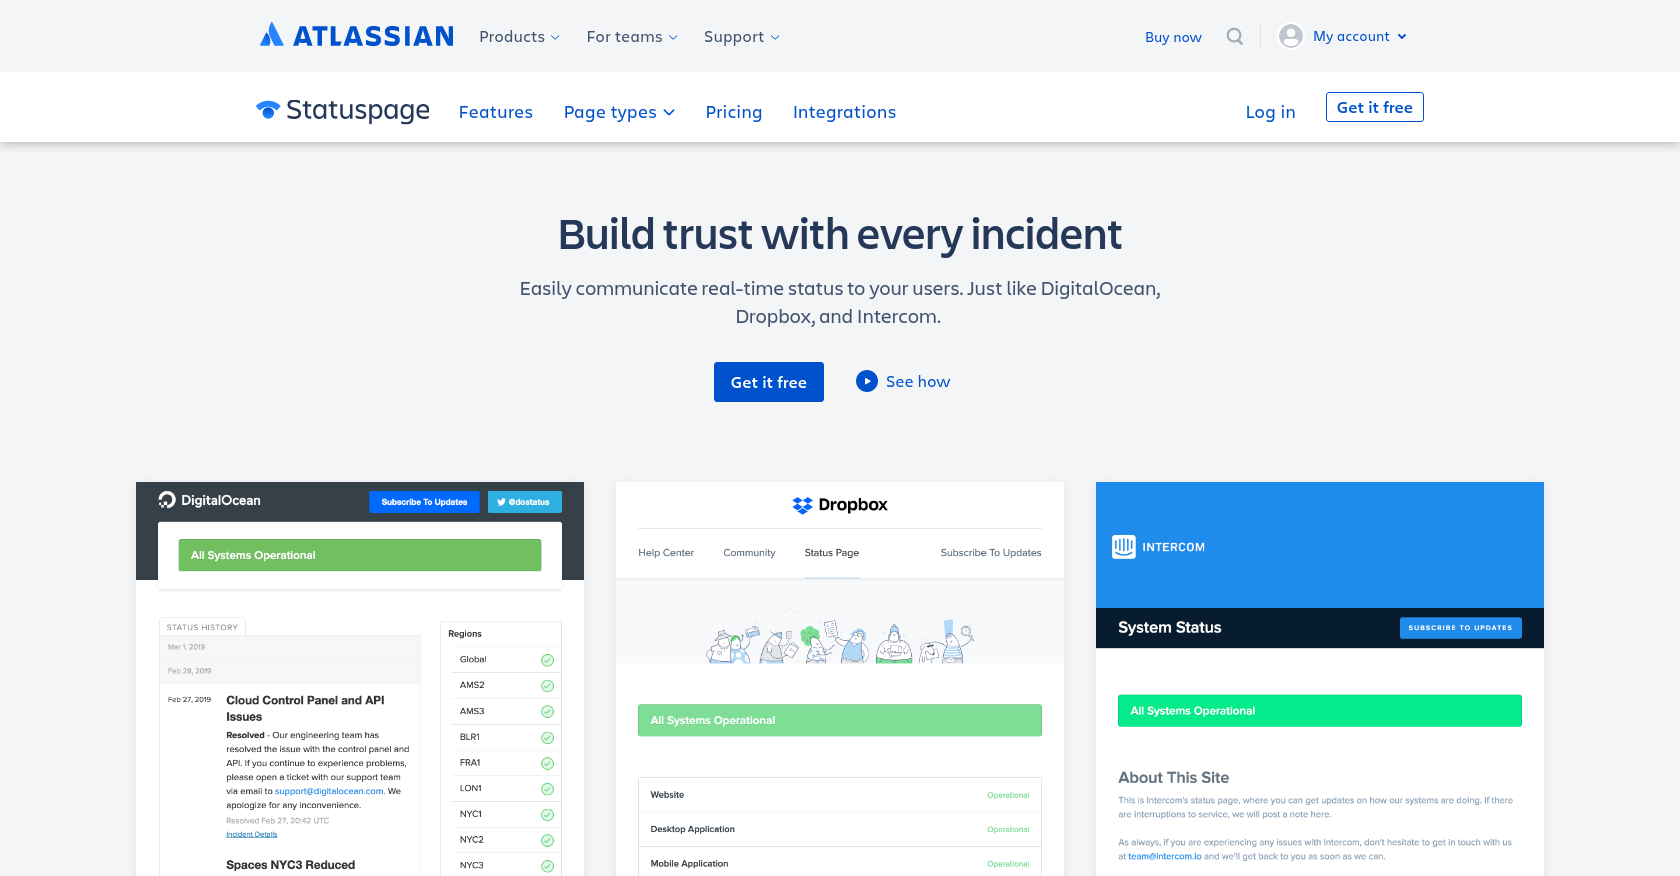 ATLASSIAN Products For teams Support Buy now My account
Statuspage Features Page types Pricing Integrations Log in Get it free
Build trust with every incident
Easily communicate real-time status to your users. Just like DigitalOcean,
Dropbox, and Intercom.
Get it free See how
DigitalOcean Subscribe To Updates @dostatus
All Systems Operational
STATUS HISTORY
Mar 1, 2019
Feb 28, 2019
Feb 27, 2019 Cloud Control Panel and API
Issues
Resolved - Our engineering team has
resolved the issue with the control panel and
API. If you continue to experience problems,
please open a ticket with our support team
via email to support@digitalocean.com. We
apologize for any inconvenience.
Resolved Feb 27, 20:42 UTC
Incident Details
Spaces NYC3 Reduced
Regions
Global
AMS2
AMS3
BLR1
FRA1
LON1
NYC1
NYC2
NYC3
Dropbox
Help Center Community Status Page Subscribe To Updates
All Systems Operational
Website Operational
Desktop Application Operational
Mobile Application Operational
INTERCOM
System Status SUBSCRIBE TO UPDATES
All Systems Operational
About This Site
This is Intercom's status page, where you can get updates on how our systems are doing. If there
are interruptions to service, we will post a note here.
As always, if you are experiencing any issues with Intercom, don't hesitate to get in touch with us
at team@intercom.io and we'll get back to you as soon as we can.